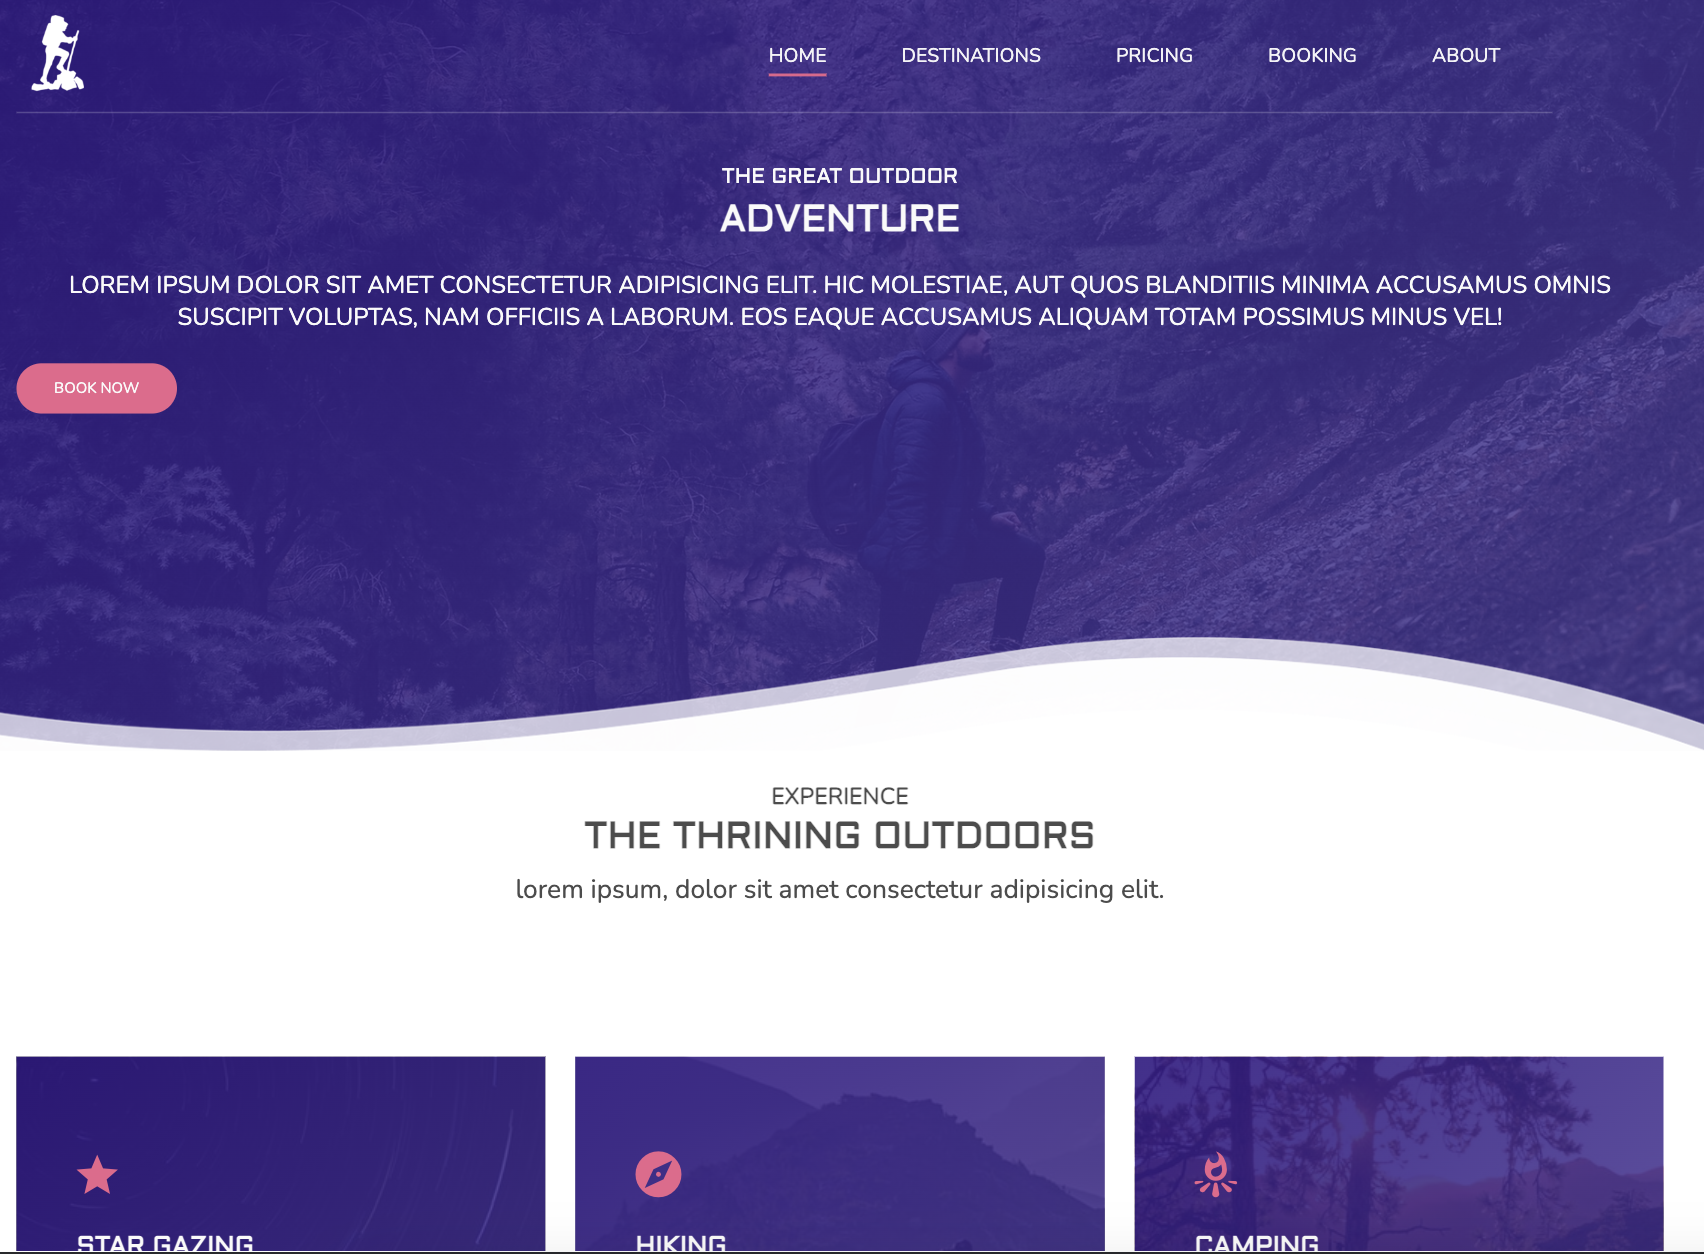 HOME DESTINATIONS PRICING BOOKING ABOUT
THE GREAT OUTDOOR
ADVENTURE
LOREM IPSUM DOLOR SIT AMET CONSECTETUR ADIPISICING ELIT. HIC MOLESTIAE, AUT QUOS BLANDITIIS MINIMA ACCUSAMUS OMNIS
SUSCIPIT VOLUPTAS, NAM OFFICIIS A LABORUM. EOS EAQUE ACCUSAMUS ALIQUAM TOTAM POSSIMUS MINUS VEL!
BOOK NOW
EXPERIENCE
THE THRINING OUTDOORS
lorem ipsum, dolor sit amet consectetur adipisicing elit.
STAR GAZING HIKING CAMPING